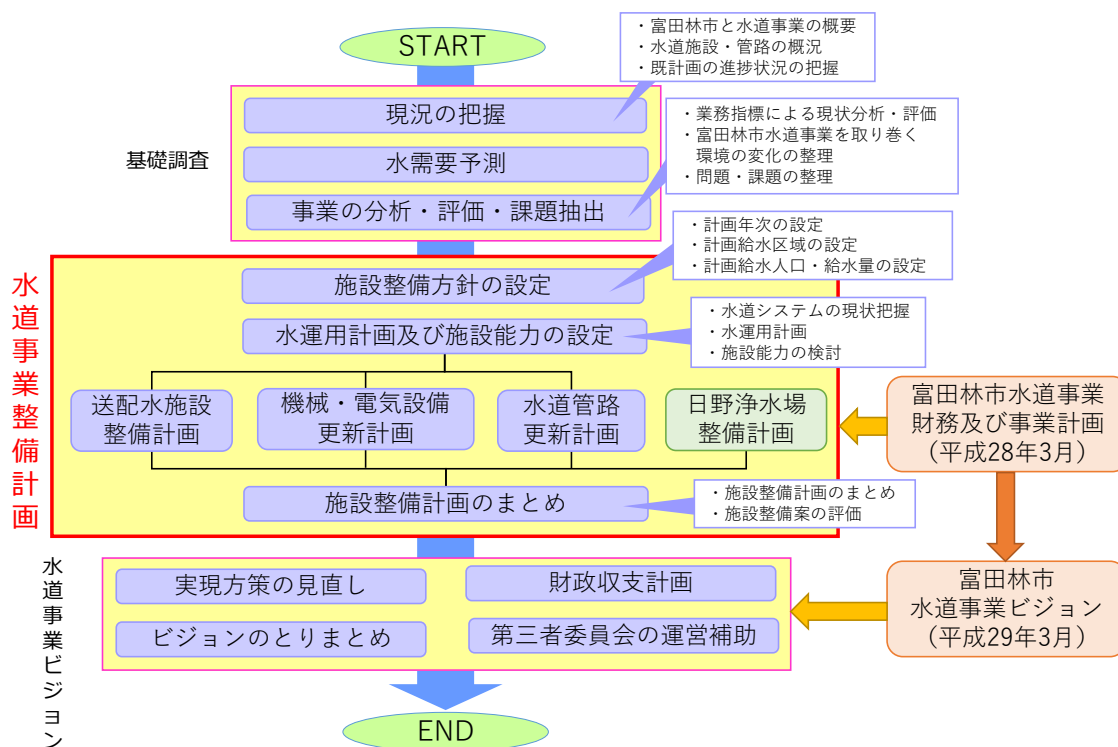 START
・富田林市と水道事業の概要
・水道施設・管路の概況
・既計画の進捗状況の把握
基礎調査
現況の把握
水需要予測
事業の分析・評価・課題抽出
・業務指標による現状分析・評価
・富田林市水道事業を取り巻く
環境の変化の整理
・問題・課題の整理
水道事業整備計画
施設整備方針の設定
・計画年次の設定
・計画給水区域の設定
・計画給水人口・給水量の設定
水運用計画及び施設能力の設定
・水道システムの現状把握
・水運用計画
・施設能力の検討
送配水施設
整備計画
機械・電気設備
更新計画
水道管路
更新計画
日野浄水場
整備計画
富田林市水道事業
財務及び事業計画
（平成28年3月）
施設整備計画のまとめ
・施設整備計画のまとめ
・施設整備案の評価
水道事業ビジョン
実現方策の見直し
財政収支計画
ビジョンのとりまとめ
第三者委員会の運営補助
富田林市
水道事業ビジョン
（平成29年3月）
END